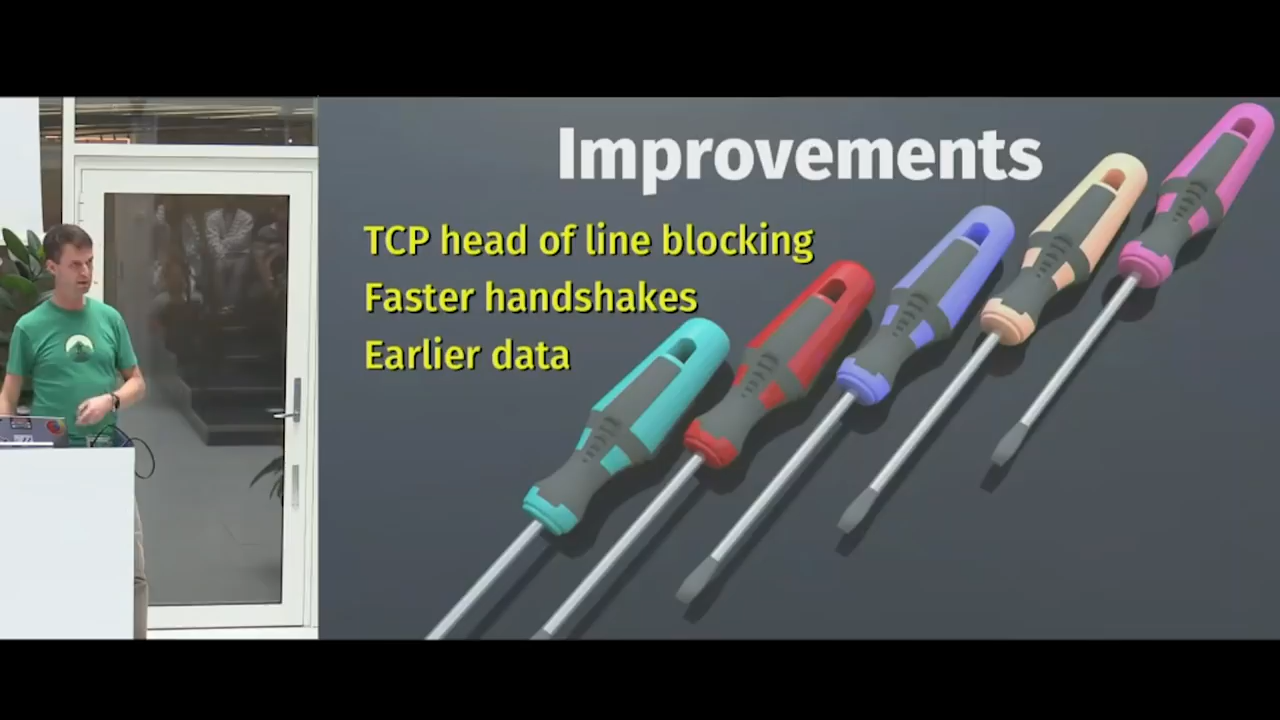 Improvements
TCP head of line blocking
Faster handshakes
Earlier data